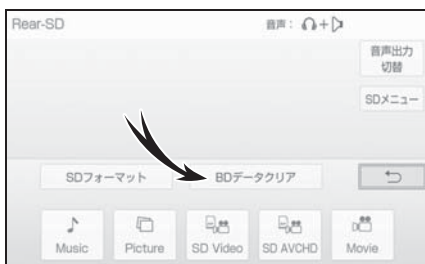 Rear-SD
音声： +
音声出力
切替
SDメニュー
SDフォーマット
BDデータクリア
Music
Picture
SD Video
SD AVCHD
Movie